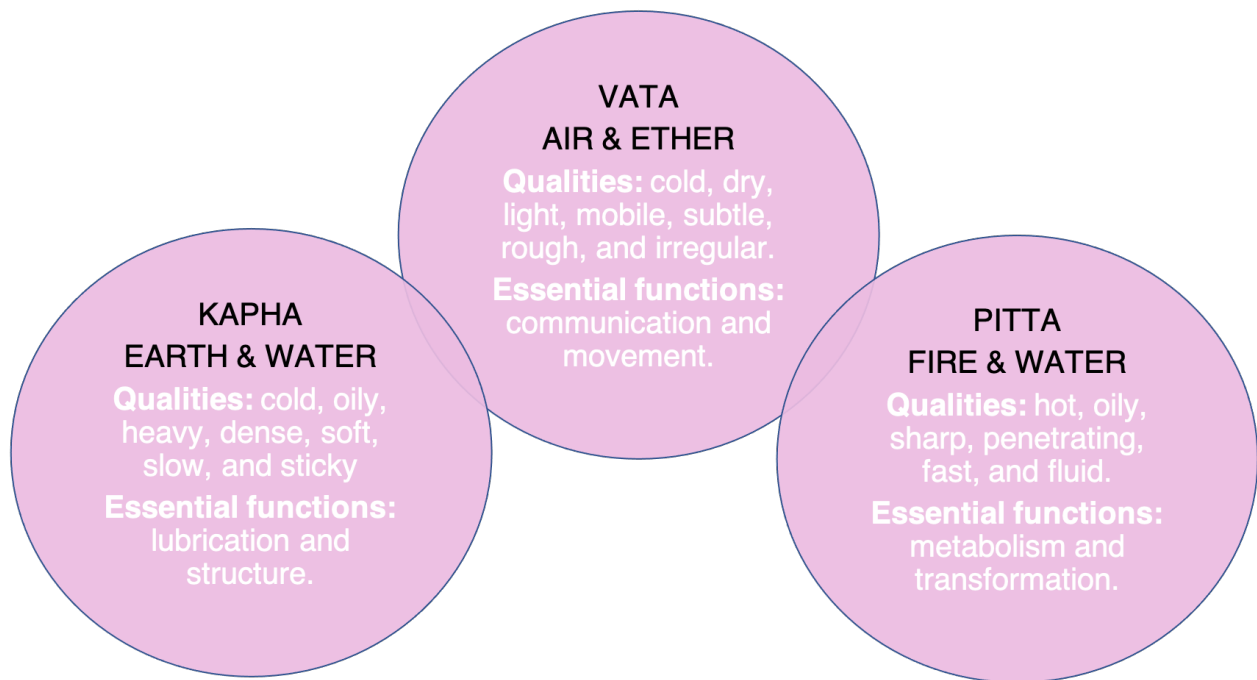 VATA
AIR & ETHER
Qualities: cold, dry,
light, mobile, subtle,
rough, and irregular.
Essential functions:
communication and
movement.
KAPHA
EARTH & WATER
Qualities: cold, oily,
heavy, dense, soft,
slow, and sticky
Essential functions:
lubrication and
structure.
PITTA
FIRE & WATER
Qualities: hot, oily,
sharp, penetrating,
fast, and fluid.
Essential functions:
metabolism and
transformation.